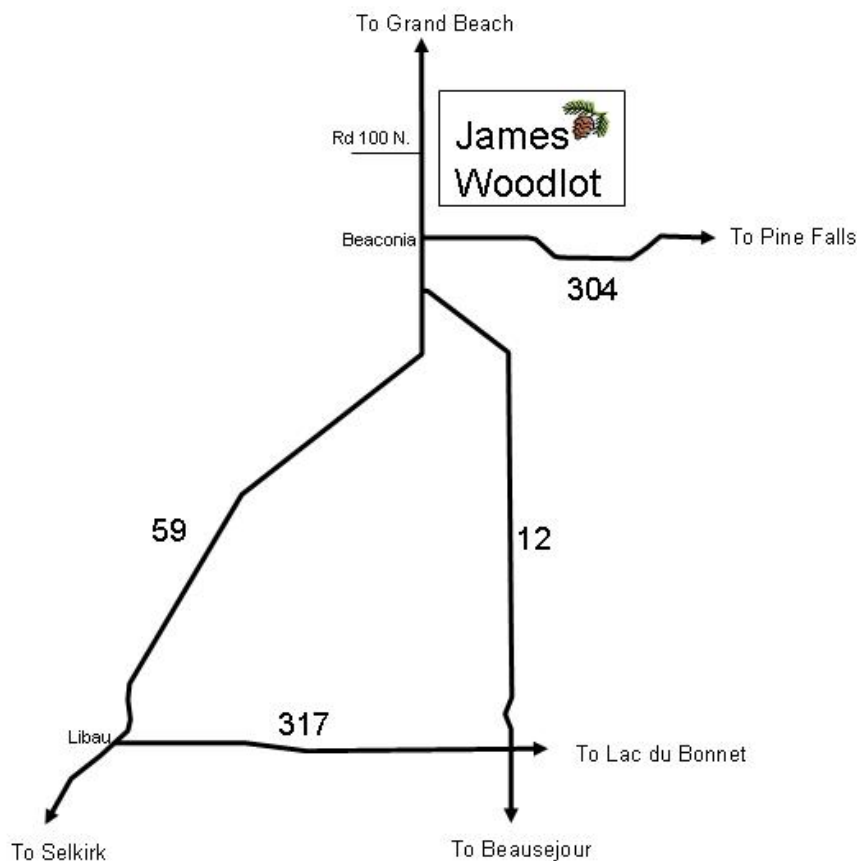 To Grand Beach
Rd 100 N.
James
Woodlot
Beaconia
To Pine Falls
304
59
12
317
Libau
To Lac du Bonnet
To Selkirk
To Beausejour